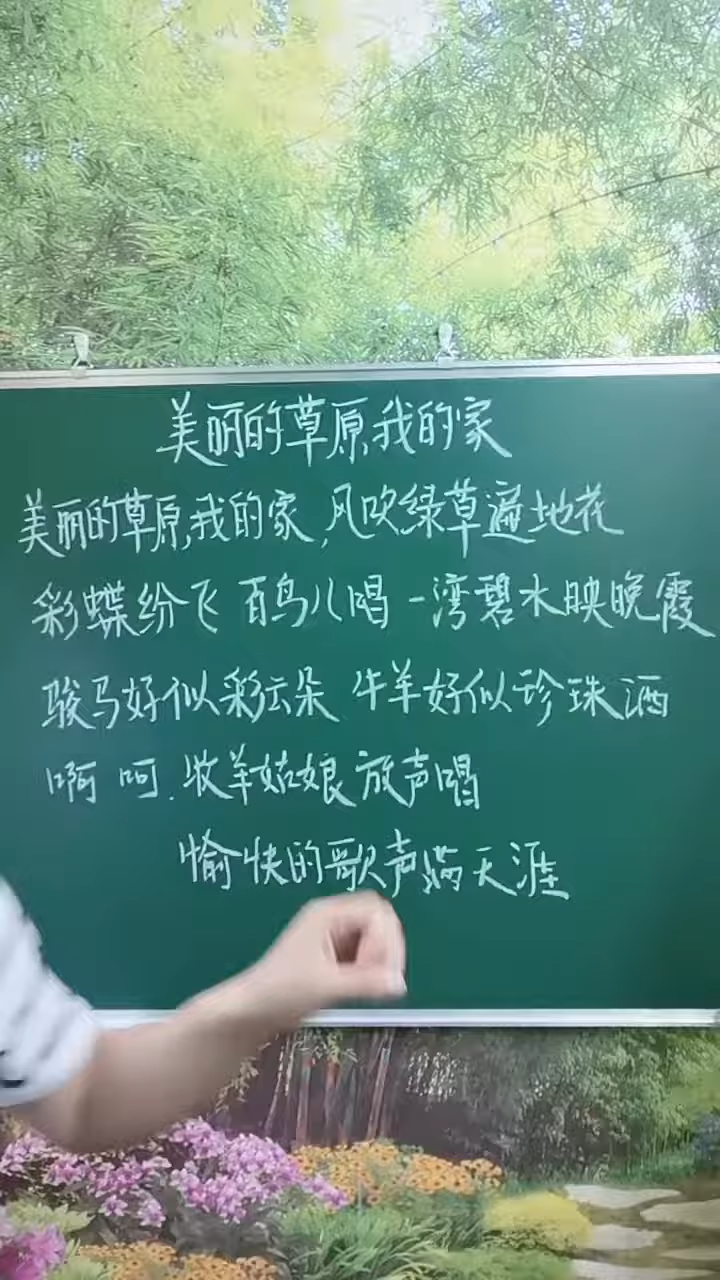 美丽的草原,我的家
美丽的草原,我的家,风吹绿草遍地花
彩蝶纷飞 百鸟儿唱 一湾碧水映晚霞
骏马好似彩云朵 牛羊好似珍珠洒
啊 呵.牧羊姑娘放声唱
愉快的歌声满天涯